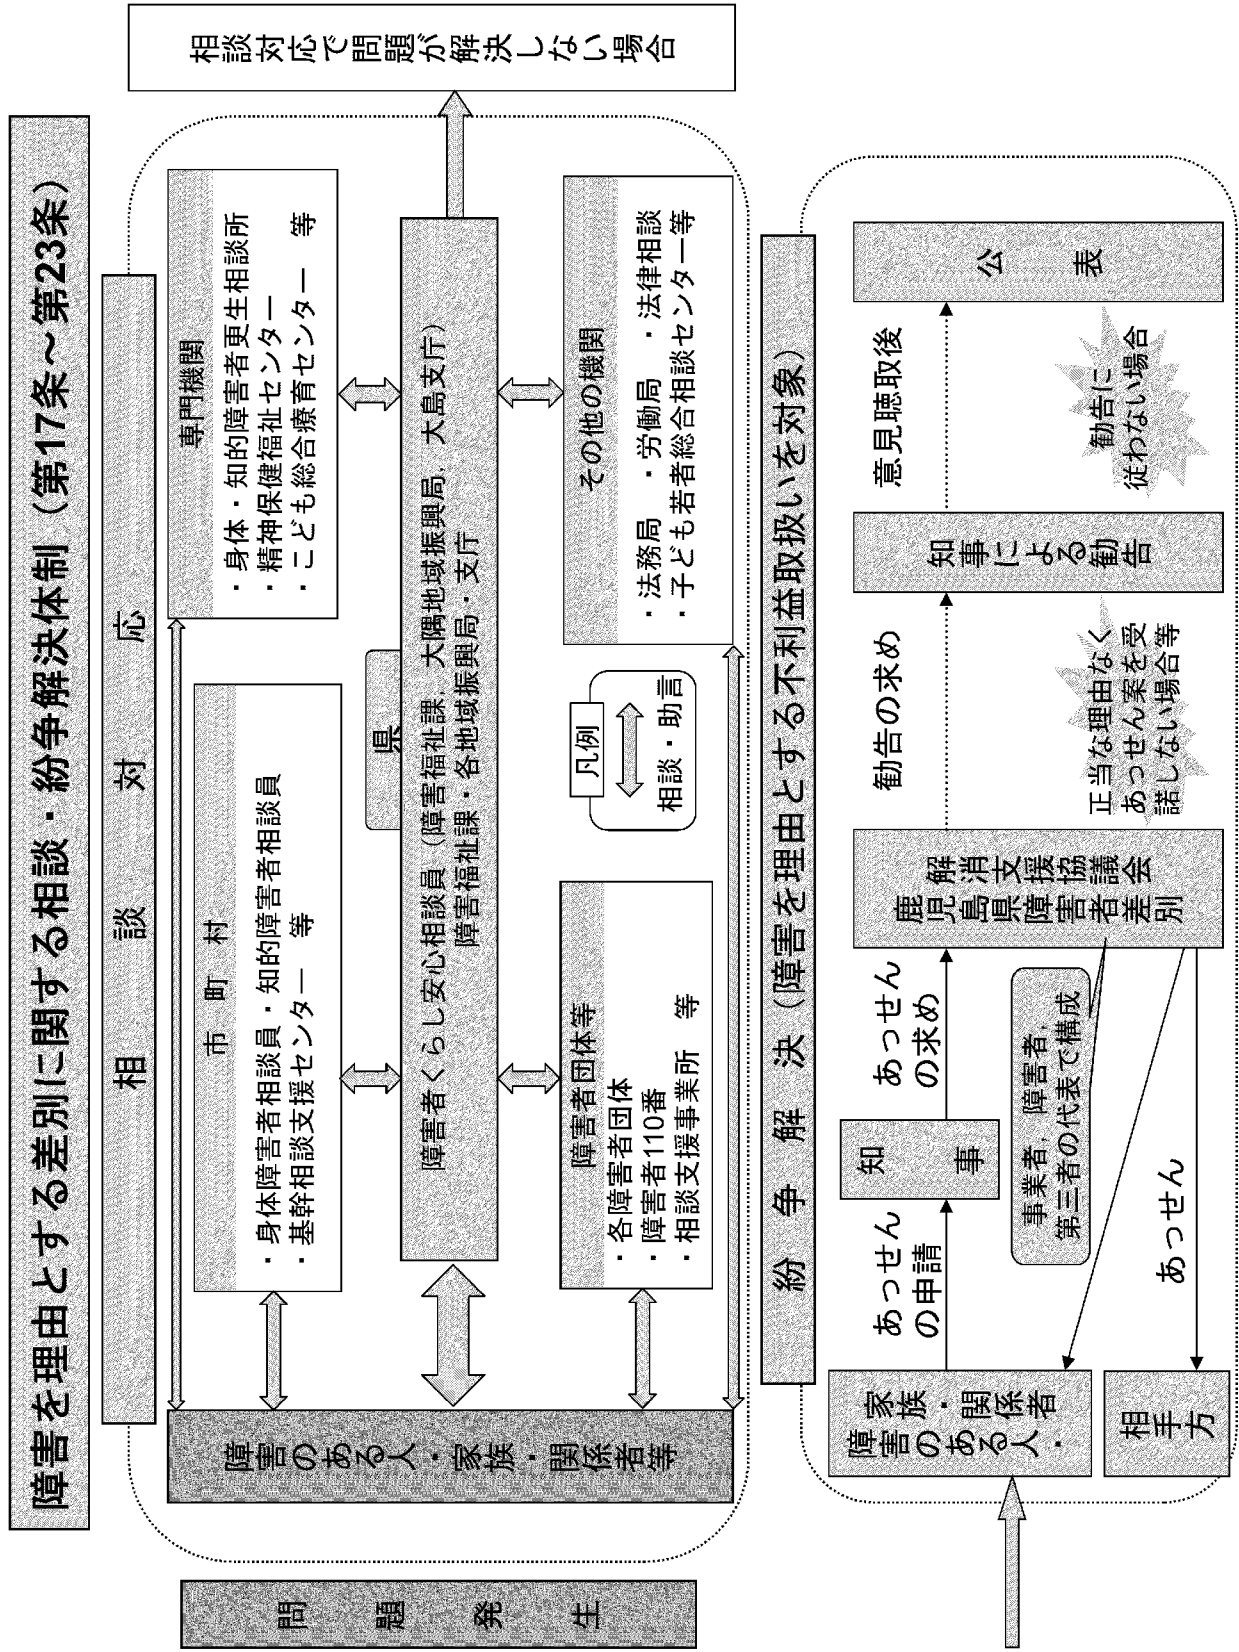 障害を理由とする差別に関する相談・紛争解決体制（第17条～第23条）
相談対応
問題発生
障害のある人・家族・関係者等
市町村
・身体障害者相談員・知的障害者相談員
・基幹相談支援センター　等
専門機関
・身体・知的障害者更生相談所
・精神保健福祉センター
・こども総合療育センター　等
県
障害者くらし安心相談員（障害福祉課，大隅地域振興局，大島支庁）
障害福祉課・各地域振興局・支庁
障害者団体等
・各障害者団体
・障害者110番
・相談支援事業所　等
凡例
相談・助言
その他の機関
・法務局　・労働局　・法律相談
・子ども若者総合相談センター等
相談対応で問題が解決しない場合
紛争解決（障害を理由とする不利益取扱いを対象）
障害のある人・
家族・関係者
相手方
あっせん
の申請
知事
あっせん
の求め
事業者，障害者，
第三者の代表で構成
あっせん
鹿児島県障害者差別
解消支援協議会
勧告の求め
正当な理由なく
あっせん案を受
諾しない場合等
知事による勧告
意見聴取後
勧告に
従わない場合
公表